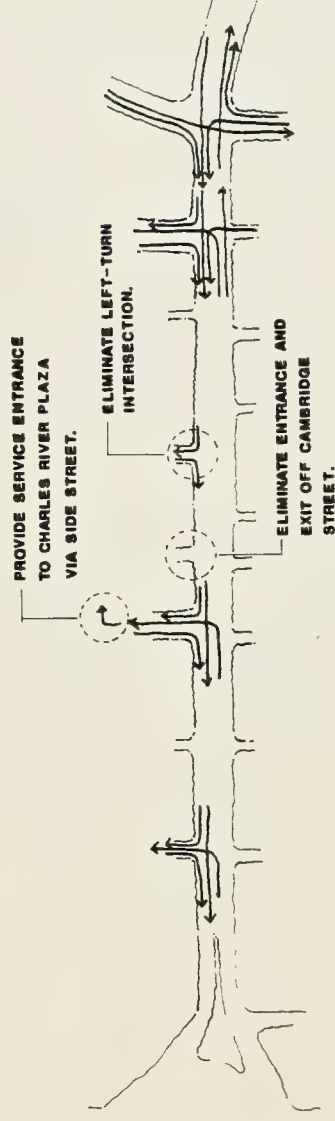 PROVIDE SERVICE ENTRANCE
TO CHARLES RIVER PLAZA
VIA SIDE STREET.
ELIMINATE LEFT-TURN
INTERSECTION.
ELIMINATE ENTRANCE AND
EXIT OFF CAMBRIDGE
STREET.